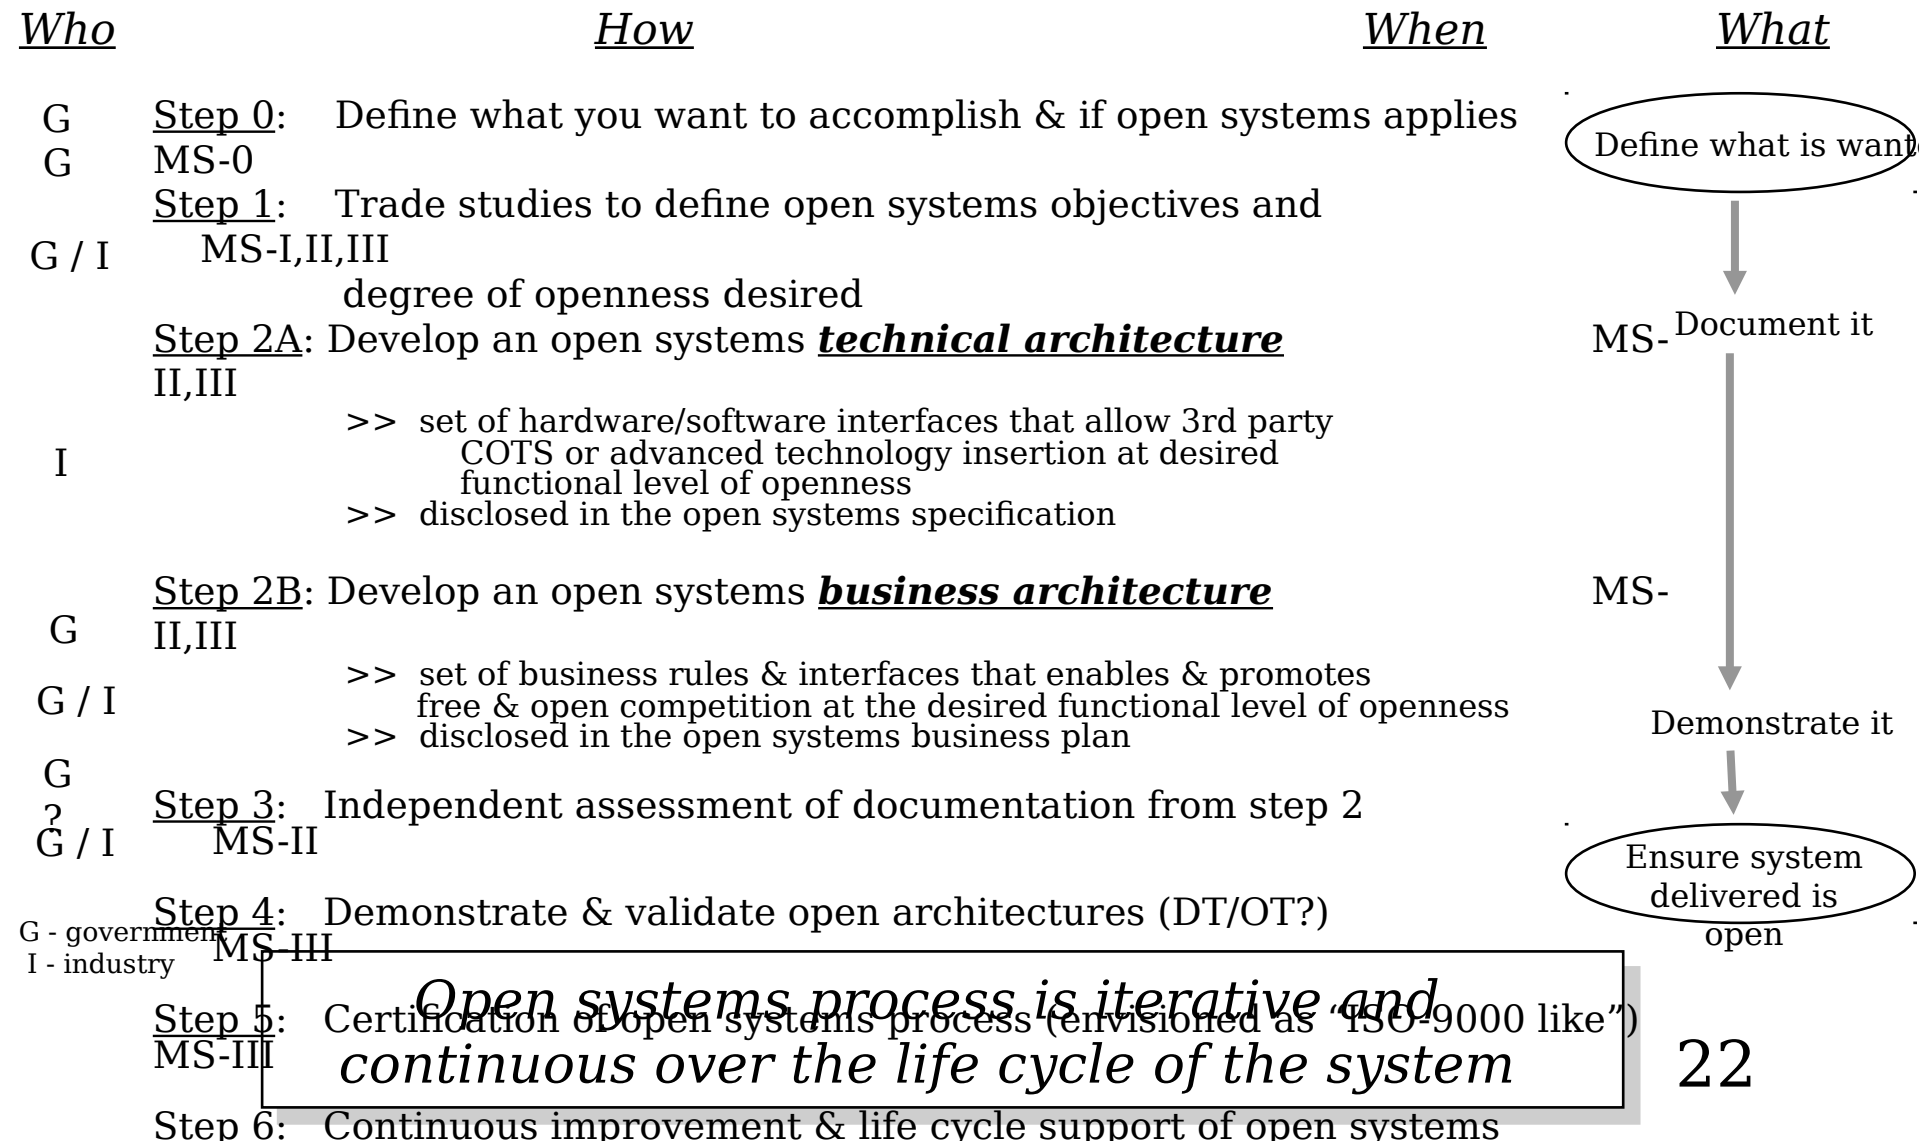 Who How When What
G Step 0: Define what you want to accomplish & if open systems applies
G MS-0
Define what is
Step 1: Trade studies to define open systems objectives and
G / I MS-I,II,III
degree of openness desired
Document it
Step 2A: Develop an open systems technical architecture MS-
II,III
>> set of hardware/software interfaces that allow 3rd party
COTS or advanced technology insertion at desired
I
functional level of openness
>> disclosed in the open systems specification
Step 2B: Develop an open systems business architecture MS-
G II,III
>> set of business rules & interfaces that enables & promotes
G / I free & open competition at the desired functional level of openness
>> disclosed in the open systems business plan
Demonstrate it
G
? Step 3: Independent assessment of documentation from step 2
G / I MS-II
Ensure system
delivered is
open
Step 4: Demonstrate & validate open architectures (DT/OT?)
G - government
MS-III
I - industry
Open systems process is iterative and
Step 5: Certification of open systems process (envisioned as “ISO-9000 like”)
MS-III
continuous over the life cycle of the system
22
Step 6: Continuous improvement & life cycle support of open systems